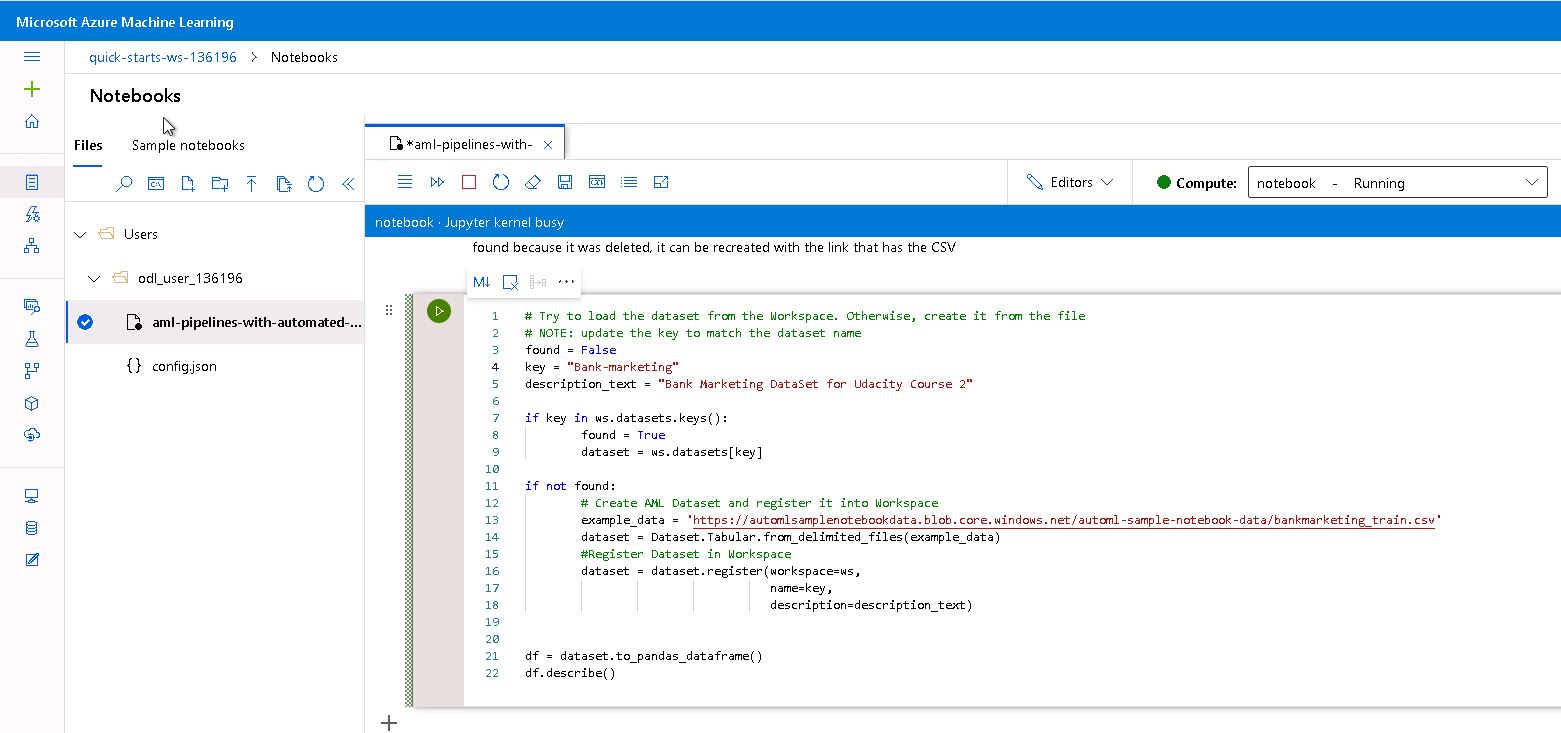 Microsoft Azure Machine Learning
quick-starts-ws-136196 > Notebooks
Notebooks
Files Sample notebooks
Users
odl_user_136196
aml-pipelines-with-automated-...
{} config.json
*aml-pipelines-with- ×
Editors
Compute: notebook - Running
notebook · Jupyter kernel busy
found because it was deleted, it can be recreated with the link that has the CSV
M↓ ···
1 # Try to load the dataset from the Workspace. Otherwise, create it from the file
2 # NOTE: update the key to match the dataset name
3 found = False
4 key = "Bank-marketing"
5 description_text = "Bank Marketing DataSet for Udacity Course 2"
6
7 if key in ws.datasets.keys():
8 found = True
9 dataset = ws.datasets[key]
10
11 if not found:
12 # Create AML Dataset and register it into Workspace
13 example_data = 'https://automlsamplenotebookdata.blob.core.windows.net/automl-sample-notebook-data/bankmarketing_train.csv'
14 dataset = Dataset.Tabular.from_delimited_files(example_data)
15 #Register Dataset in Workspace
16 dataset = dataset.register(workspace=ws,
17 name=key,
18 description=description_text)
19
20
21 df = dataset.to_pandas_dataframe()
22 df.describe()